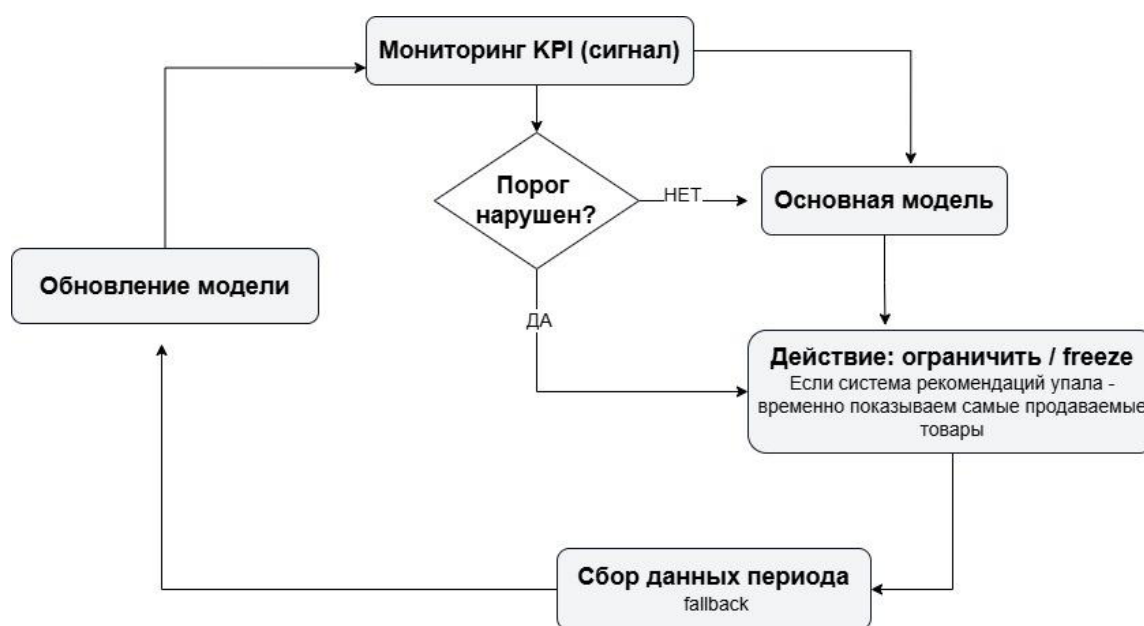 Мониторинг KPI (сигнал)
Порог
нарушен?
НЕТ
Основная модель
Обновление модели
ДА
Действие: ограничить / freeze
Если система рекомендаций упала -
временно показываем самые продаваемые
товары
Сбор данных периода
fallback